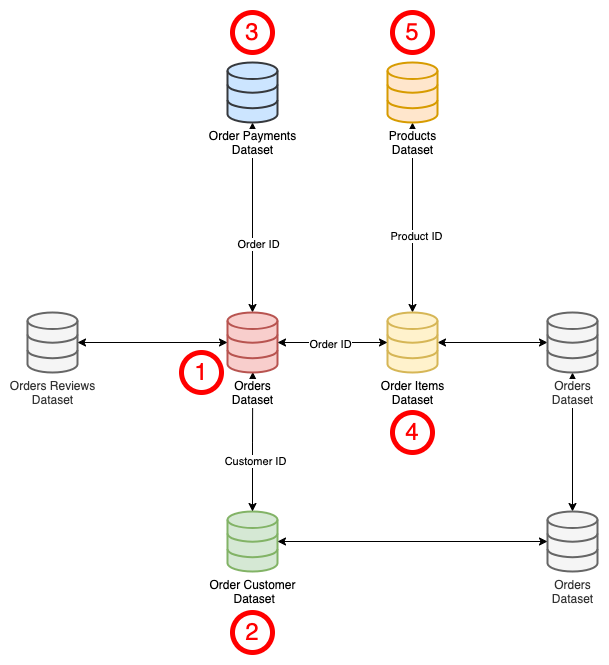 3
5
Order Payments
Dataset
Products
Dataset
Order ID
Product ID
Order ID
1
Orders Reviews
Dataset
Orders
Dataset
Order Items
Dataset
Orders
Dataset
4
Customer ID
Order Customer
Dataset
Orders
Dataset
2